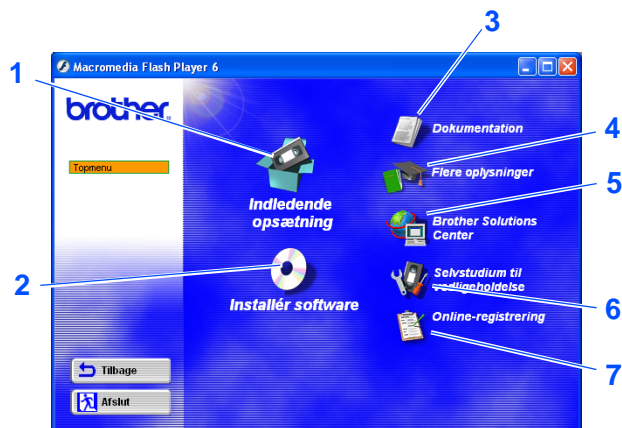 3
1
Macromedia Flash Player 6
brother
Dokumentation
4
Topmenu
Flere oplysninger
5
Indledende
opsætning
Brother Solutions
Center
2
Installér software
Selvstudium til
vedligeholdelse
6
Online-registrering
7
Tilbage
Afslut